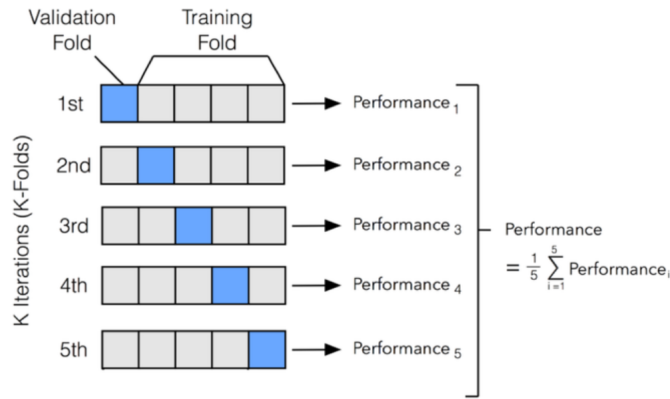 Validation
Fold
Training
Fold
K Iterations (K-Folds)
1st
Performance 1
2nd
Performance 2
3rd
Performance 3
4th
Performance 4
5th
Performance 5
Performance
= 1/5 5 ∑ i=1 Performance i